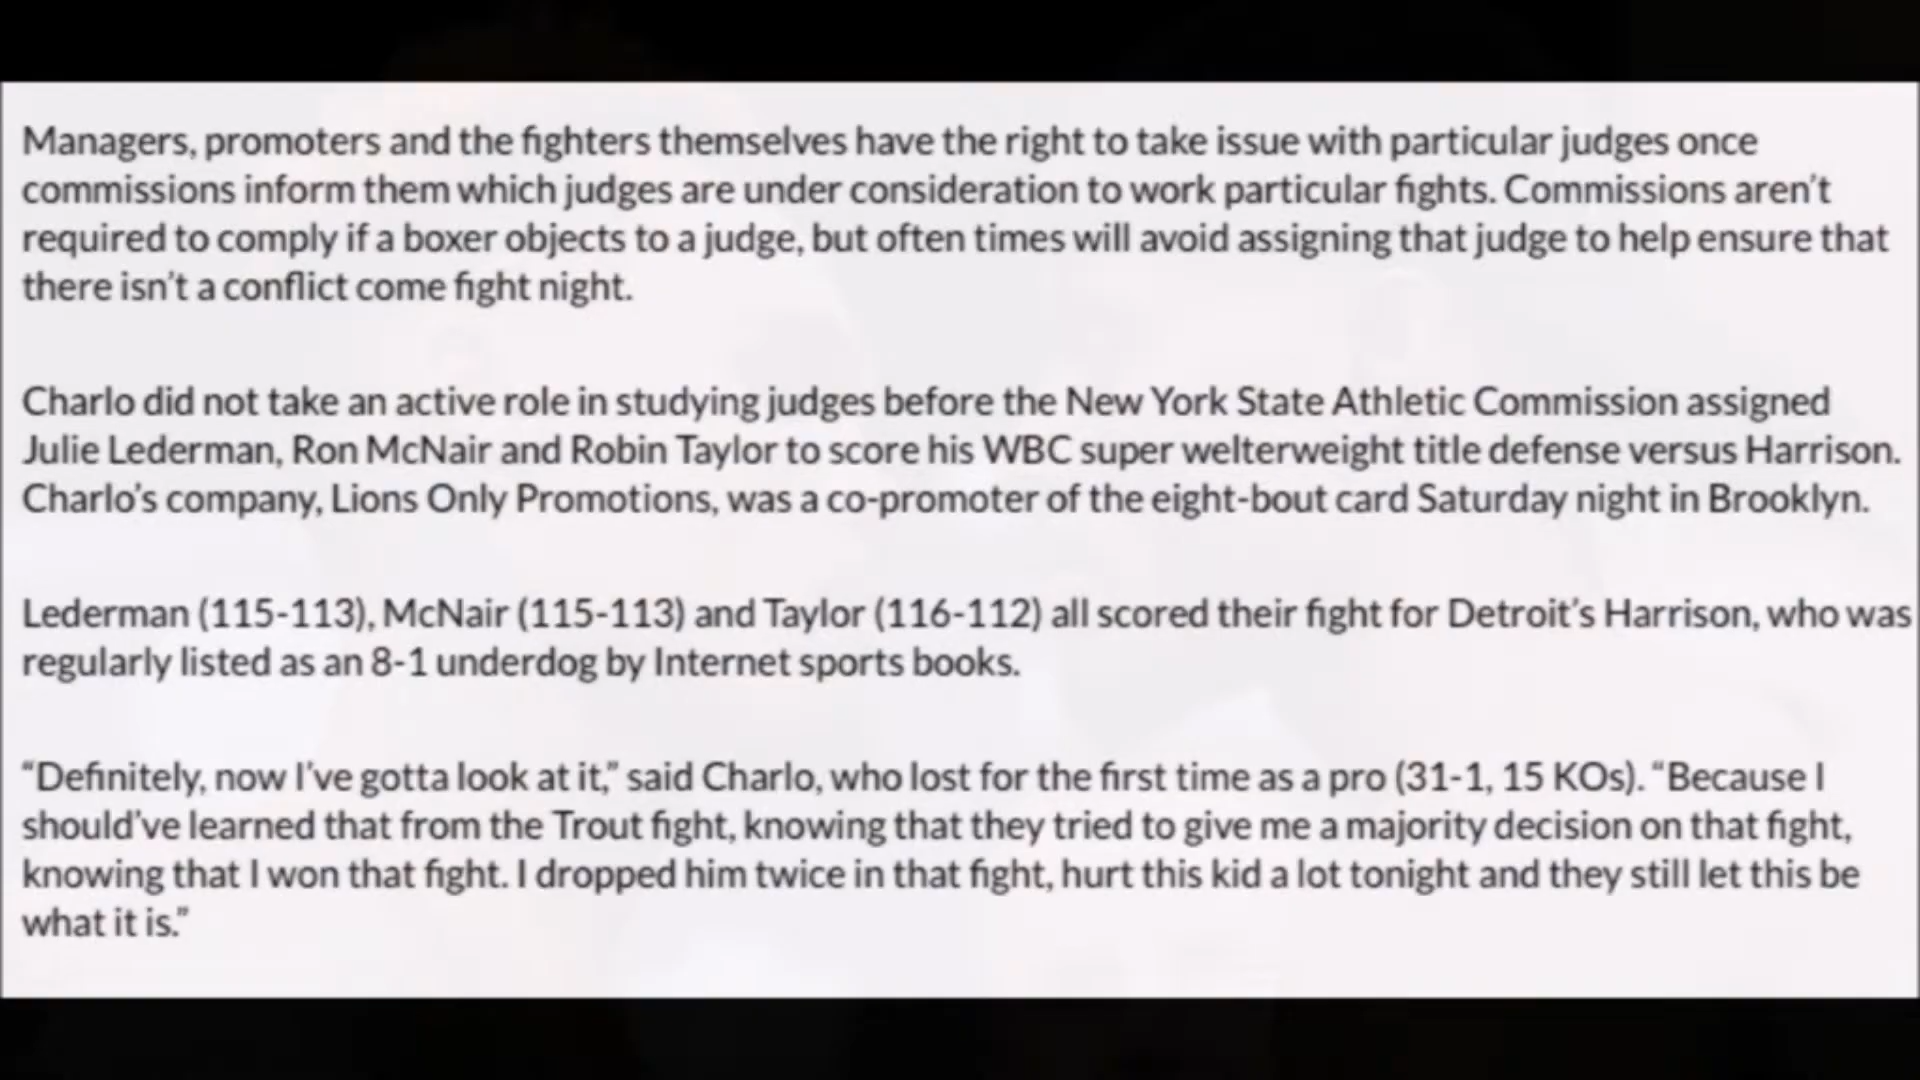 Managers, promoters and the fighters themselves have the right to take issue with particular judges once
commissions inform them which judges are under consideration to work particular fights. Commissions aren’t
required to comply if a boxer objects to a judge, but often times will avoid assigning that judge to help ensure that
there isn’t a conflict come fight night.
Charlo did not take an active role in studying judges before the New York State Athletic Commission assigned
Julie Lederman, Ron McNair and Robin Taylor to score his WBC super welterweight title defense versus Harrison.
Charlo’s company, Lions Only Promotions, was a co-promoter of the eight-bout card Saturday night in Brooklyn.
Lederman (115-113), McNair (115-113) and Taylor (116-112) all scored their fight for Detroit’s Harrison, who was
regularly listed as an 8-1 underdog by Internet sports books.
“Definitely, now I’ve gotta look at it,” said Charlo, who lost for the first time as a pro (31-1, 15 KOs). “Because I
should’ve learned that from the Trout fight, knowing that they tried to give me a majority decision on that fight,
knowing that I won that fight. I dropped him twice in that fight, hurt this kid a lot tonight and they still let this be
what it is.”